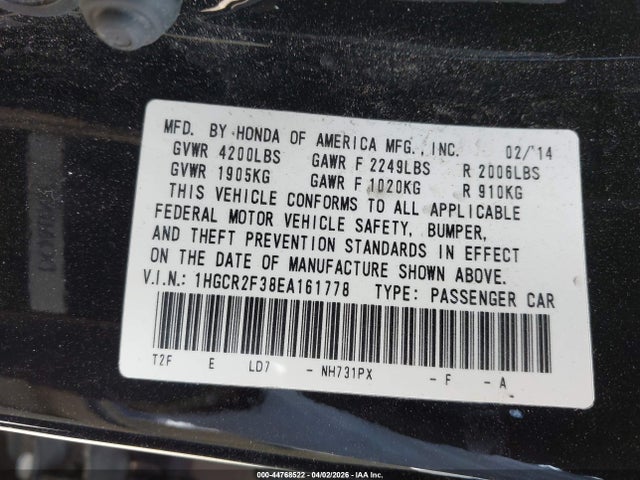 MFD. BY HONDA OF AMERICA MFG., INC. 02/'14
GVWR 4200LBS GAWR F 2249LBS R 2006LBS
GVWR 1905KG GAWR F 1020KG R 910KG
THIS VEHICLE CONFORMS TO ALL APPLICABLE
FEDERAL MOTOR VEHICLE SAFETY, BUMPER,
AND THEFT PREVENTION STANDARDS IN EFFECT
ON THE DATE OF MANUFACTURE SHOWN ABOVE.
V.I.N.: 1HGCR2F38EA161778 TYPE: PASSENGER CAR
T2F E LD7 - NH731PX - F - A
000-44768522 - 04/02/2026 - IAA Inc.